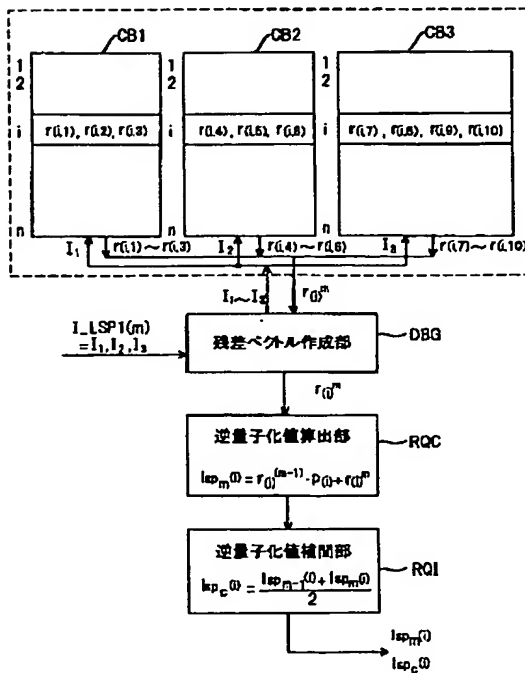 CB1 CB2 CB3
1 1 1
2 2 2
i r(i,1), r(i,2), r(i,3) i r(i,4), r(i,5), r(i,6) i r(i,7), r(i,8), r(i,9), r(i,10)
n n n
I₁ r(i,1)～r(i,3) I₂ r(i,4)～r(i,6) I₃ r(i,7)～r(i,10)
I₁～I₃ r(i)ᵐ
I_LSP1(m)
=I₁,I₂,I₃
残差ベクトル作成部 DBG
r(i)ᵐ
逆量子化値算出部 RQC
lspₘ(i) = r(i)^(m-1)・P(i)+r(i)ᵐ
逆量子化値補間部 RQI
lsp_c(i) = (lsp_{m-1}(i) + lspₘ(i)) / 2
lspₘ(i)
lsp_c(i)